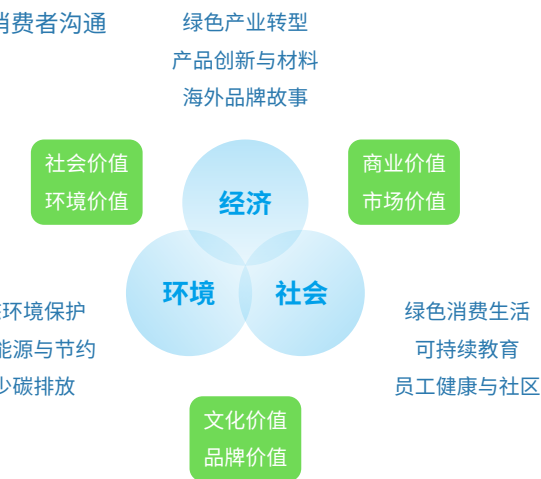 消费者沟通
绿色产业转型
产品创新与材料
海外品牌故事
社会价值
环境价值
商业价值
市场价值
经济
环境
社会
环境保护
能源与节约
碳排放
绿色消费生活
可持续教育
员工健康与社区
文化价值
品牌价值